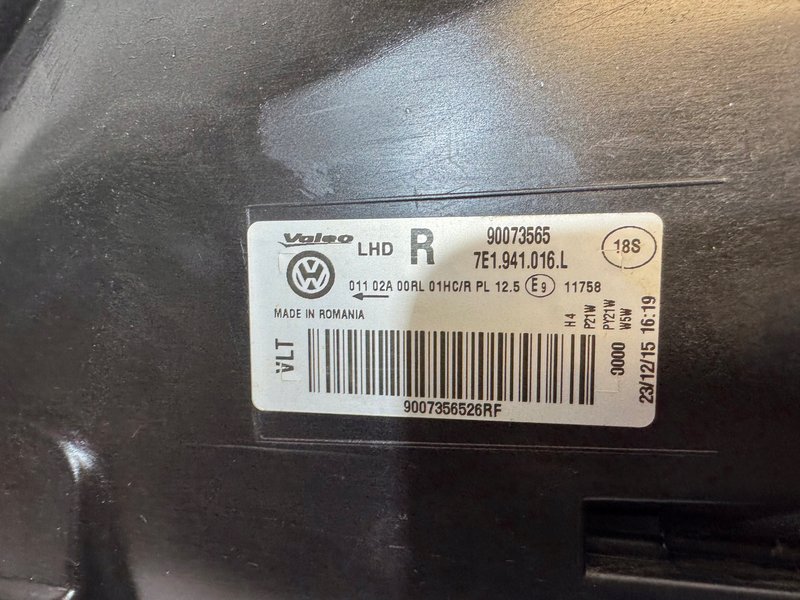 Valeo
LHD R
90073565
7E1.941.016.L
18S
011 02A 00RL 01HC/R PL 12.5 E9 11758
MADE IN ROMANIA
H4
P21W
PY21W
W5W
VLT
0000
23/12/15 16:19
9007356526RF